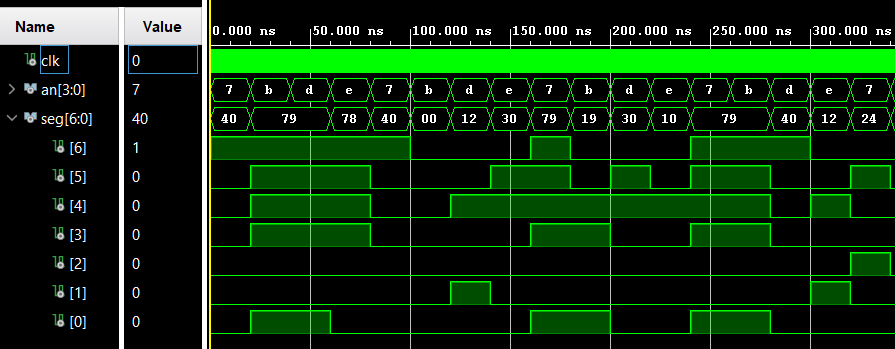 Name Value
0.000 ns 50.000 ns 100.000 ns 150.000 ns 200.000 ns 250.000 ns 300.000 ns
clk 0
an[3:0] 7 7 b d e 7 b d e 7 b d e 7 b d e 7
seg[6:0] 40 40 79 78 40 00 12 30 79 19 30 10 79 40 12 24
[6] 1
[5] 0
[4] 0
[3] 0
[2] 0
[1] 0
[0] 0